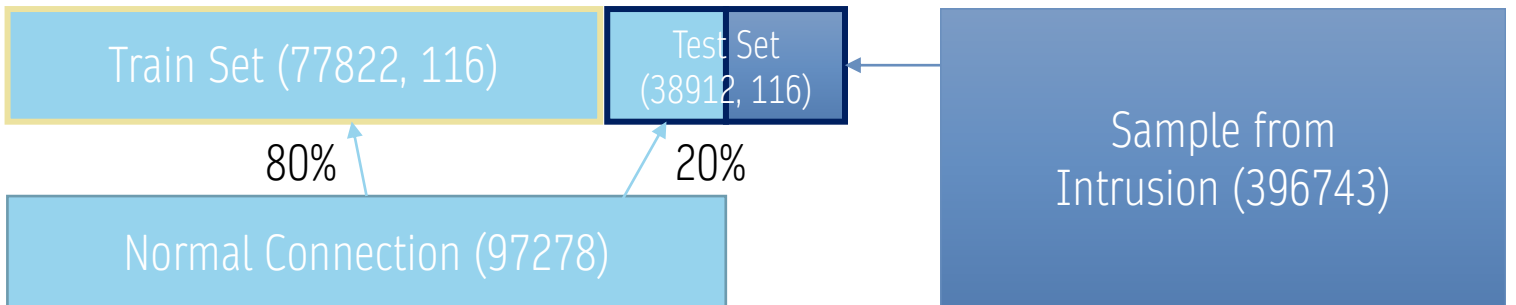 Train Set (77822, 116)
Test Set
(38912, 116)
80%
20%
Sample from
Intrusion (396743)
Normal Connection (97278)